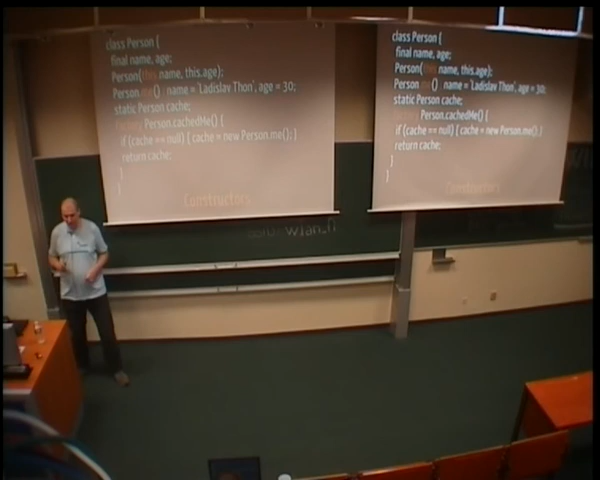 class Person {
final name, age;
Person(this.name, this.age);
Person.me() : name = 'Ladislav Thon', age = 30;
static Person cache;
factory Person.cachedMe() {
if (cache == null) { cache = new Person.me(); }
return cache;
}
}
Constructors
class Person {
final name, age;
Person(this.name, this.age);
Person.me() : name = 'Ladislav Thon', age = 30;
static Person cache;
factory Person.cachedMe() {
if (cache == null) { cache = new Person.me(); }
return cache;
}
}
Constructors